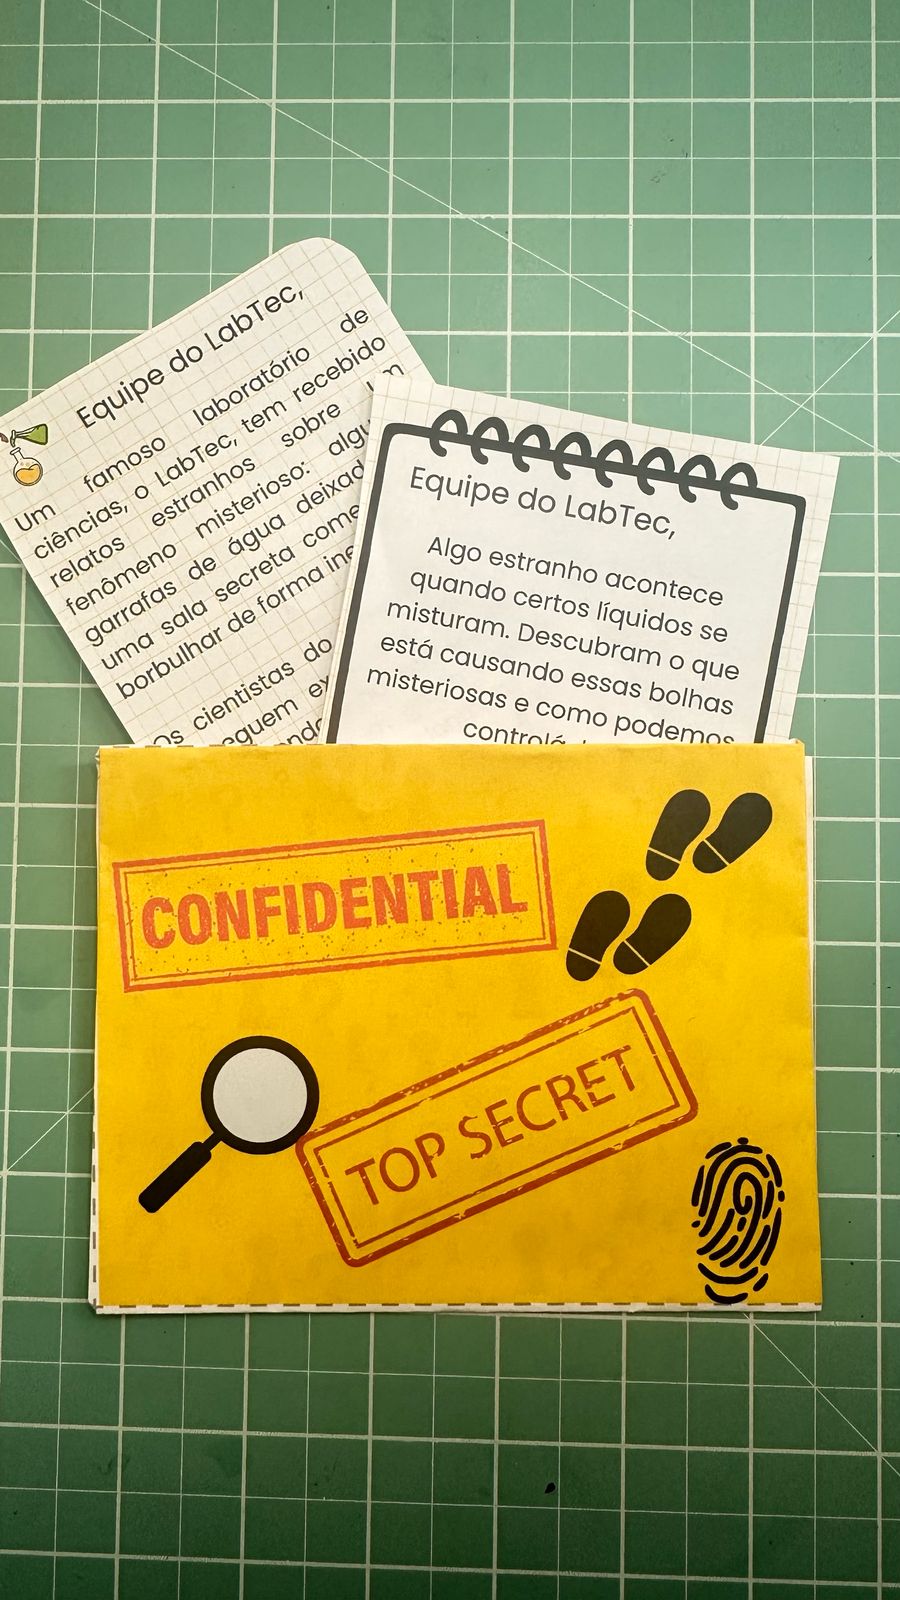 Equipe do LabTec,
Um famoso laboratório de
ciências, o LabTec, tem recebido
relatos estranhos sobre um
fenômeno misterioso:
garrafas de água
uma sala secreta
borbulhar de forma
Os cientistas do
Equipe do LabTec,
Algo estranho acontece
quando certos líquidos se
misturam. Descubram o que
está causando essas bolhas
misteriosas e como podemos
CONFIDENTIAL
TOP SECRET